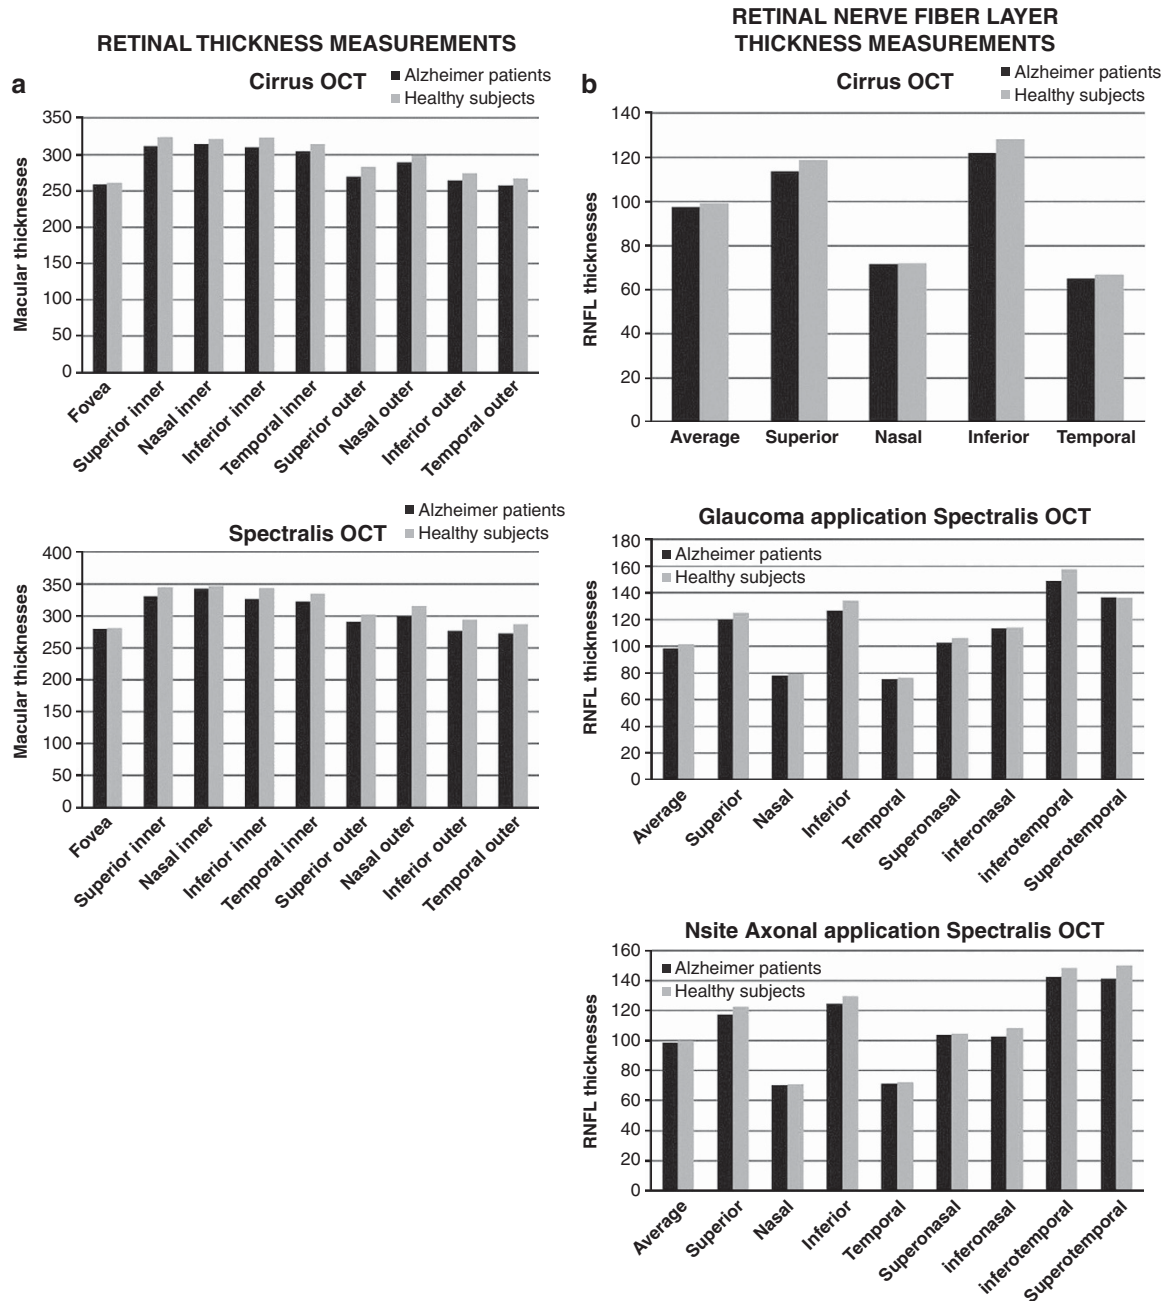 RETINAL THICKNESS MEASUREMENTS
a
Cirrus OCT
Alzheimer patients
Healthy subjects
Macular thicknesses
350
300
250
200
150
100
50
0
Fovea
Superior inner
Nasal inner
Inferior inner
Temporal inner
Superior outer
Nasal outer
Inferior outer
Temporal outer
Spectralis OCT
Alzheimer patients
Healthy subjects
Macular thicknesses
400
350
300
250
200
150
100
50
0
Fovea
Superior inner
Nasal inner
Inferior inner
Temporal inner
Superior outer
Nasal outer
Inferior outer
Temporal outer
RETINAL NERVE FIBER LAYER
THICKNESS MEASUREMENTS
b
Cirrus OCT
Alzheimer patients
Healthy subjects
RNFL thicknesses
140
120
100
80
60
40
20
0
Average
Superior
Nasal
Inferior
Temporal
Glaucoma application Spectralis OCT
Alzheimer patients
Healthy subjects
RNFL thicknesses
180
160
140
120
100
80
60
40
20
0
Average
Superior
Nasal
Inferior
Temporal
Superonasal
inferonasal
inferotemporal
Superotemporal
Nsite Axonal application Spectralis OCT
Alzheimer patients
Healthy subjects
RNFL thicknesses
160
140
120
100
80
60
40
20
0
Average
Superior
Nasal
Inferior
Temporal
Superonasal
inferonasal
inferotemporal
Superotemporal